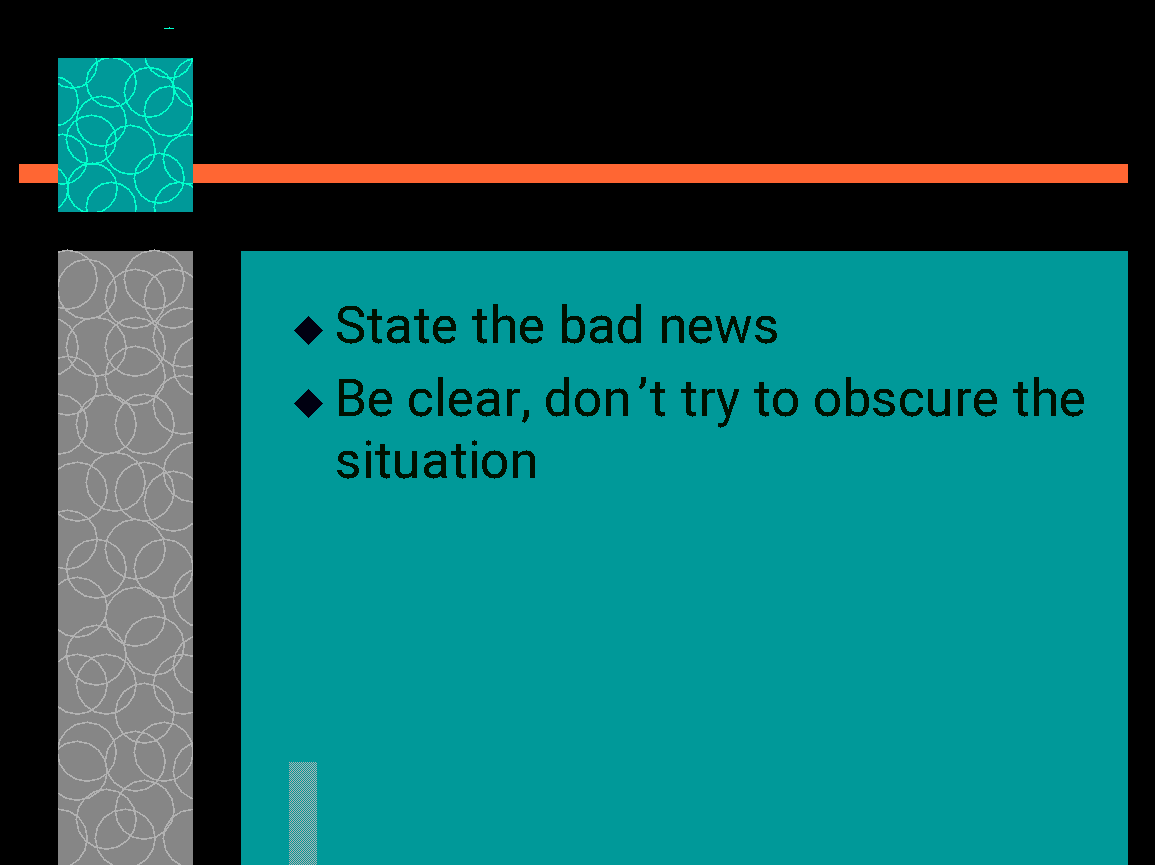 State the bad news
Be clear, don’t try to obscure the
situation